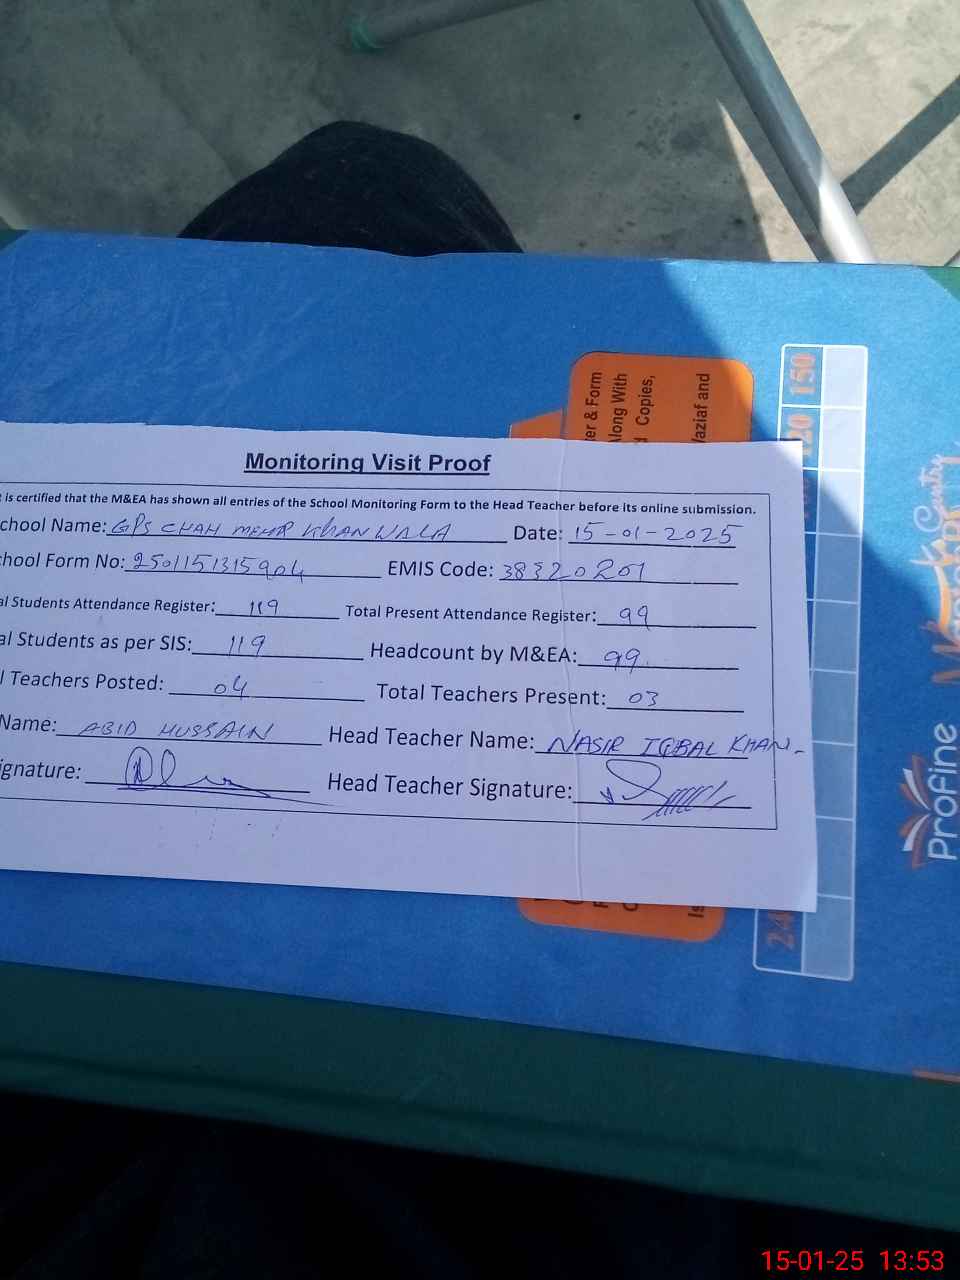 er & Form
Along With
d Copies,
Waziaf and
150
120
Monitoring Visit Proof
t is certified that the M&EA has shown all entries of the School Monitoring Form to the Head Teacher before its online submission.
chool Name: GPS CHAH MEHR KHAN WALA Date: 15-01-2025
hool Form No: 2501151315904 EMIS Code: 38320201
al Students Attendance Register: 119 Total Present Attendance Register: 99
al Students as per SIS: 119 Headcount by M&EA: 99
l Teachers Posted: 04 Total Teachers Present: 03
Name: ABID HUSSAIN Head Teacher Name: NASIR IQBAL KHAN
ignature: Head Teacher Signature:
24
Profine
15-01-25 13:53